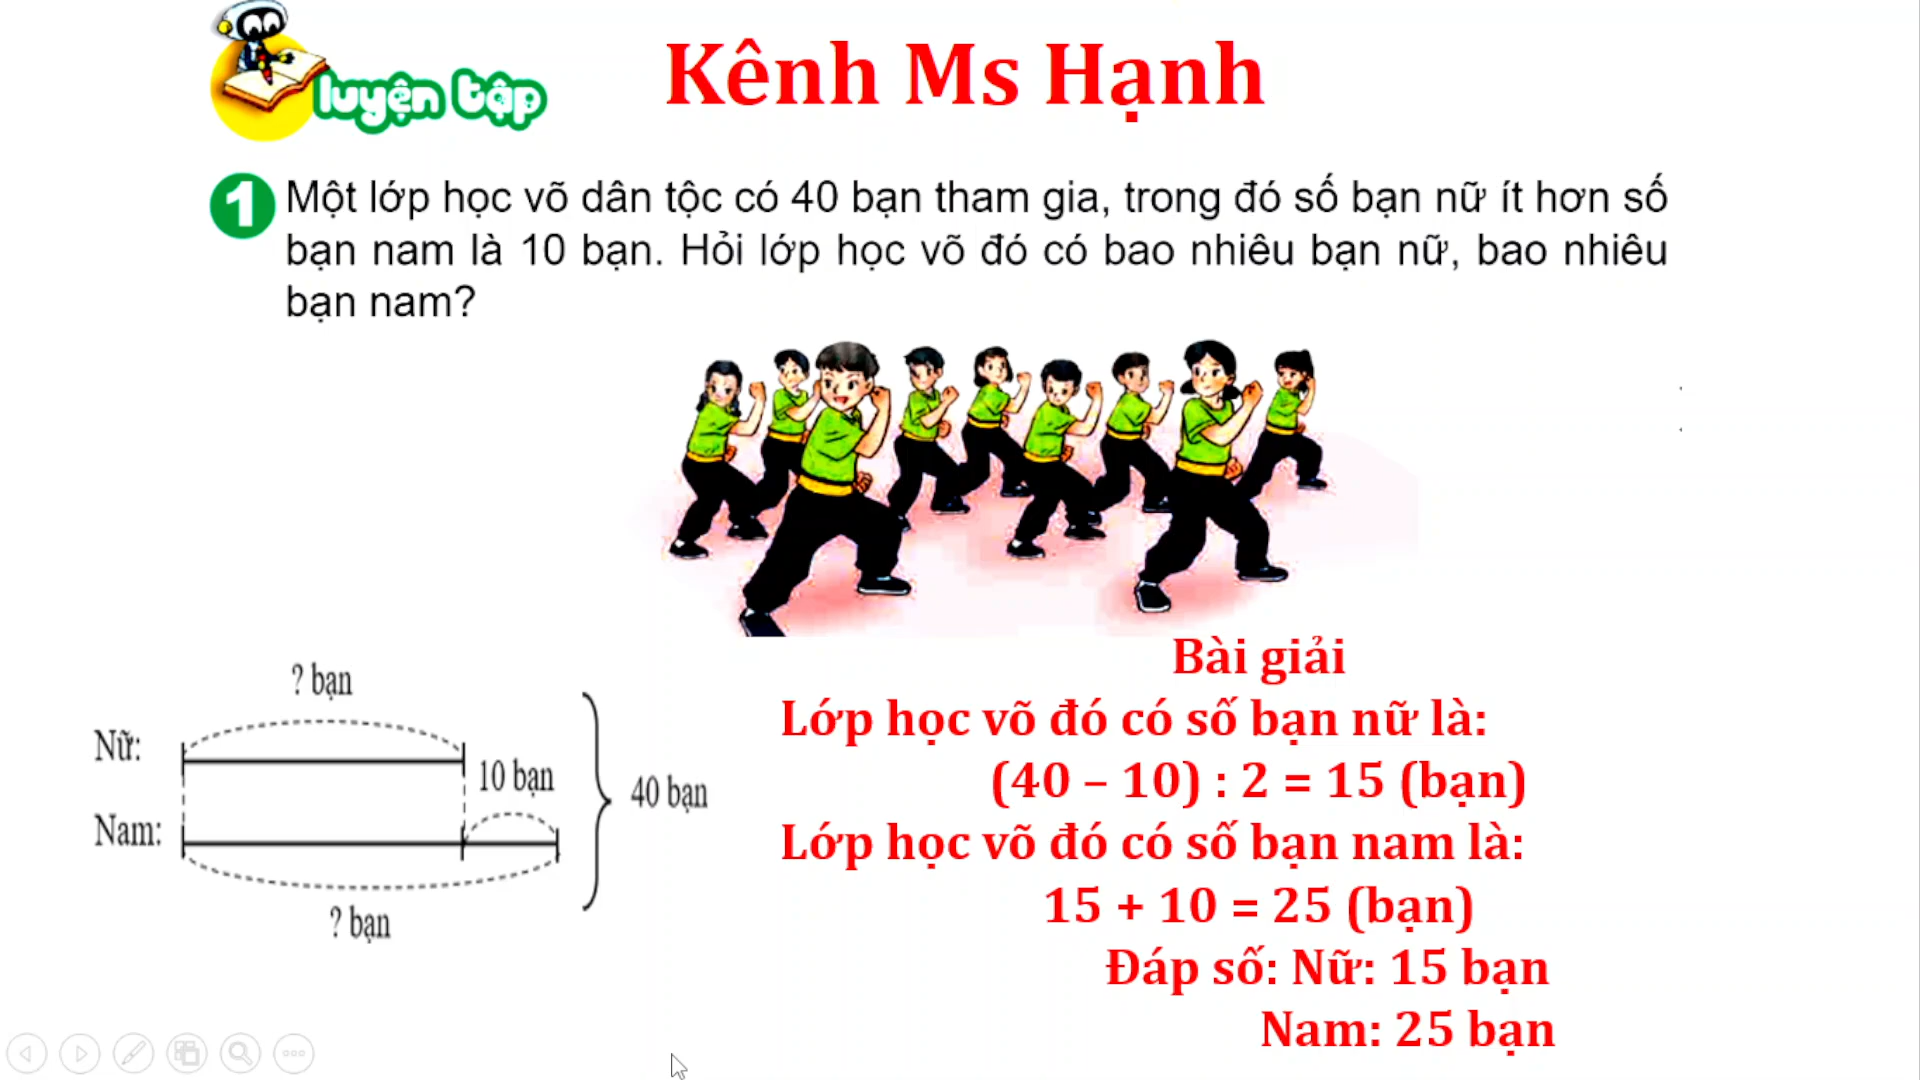 luyện tập
Kênh Ms Hạnh
1 Một lớp học võ dân tộc có 40 bạn tham gia, trong đó số bạn nữ ít hơn số
bạn nam là 10 bạn. Hỏi lớp học võ đó có bao nhiêu bạn nữ, bao nhiêu
bạn nam?
? bạn
Nữ:
10 bạn
40 bạn
Nam:
? bạn
Bài giải
Lớp học võ đó có số bạn nữ là:
(40 – 10) : 2 = 15 (bạn)
Lớp học võ đó có số bạn nam là:
15 + 10 = 25 (bạn)
Đáp số: Nữ: 15 bạn
Nam: 25 bạn